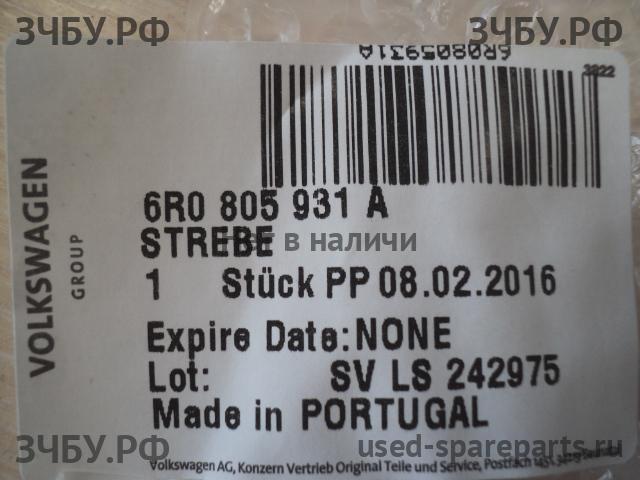 ЗЧБУ.РФ
ЗЧБУ.РФ
6R0805931A
3322
VOLKSWAGEN
GROUP
6R0 805 931 A
STREBE
нет в наличи
1 Stück PP 08.02.2016
Expire Date: NONE
Lot: SV LS 242975
Made in PORTUGAL
ЗЧБУ.РФ
used-spareparts.ru
Volkswagen AG, Konzern Vertrieb Original Teile und Service, Postfach